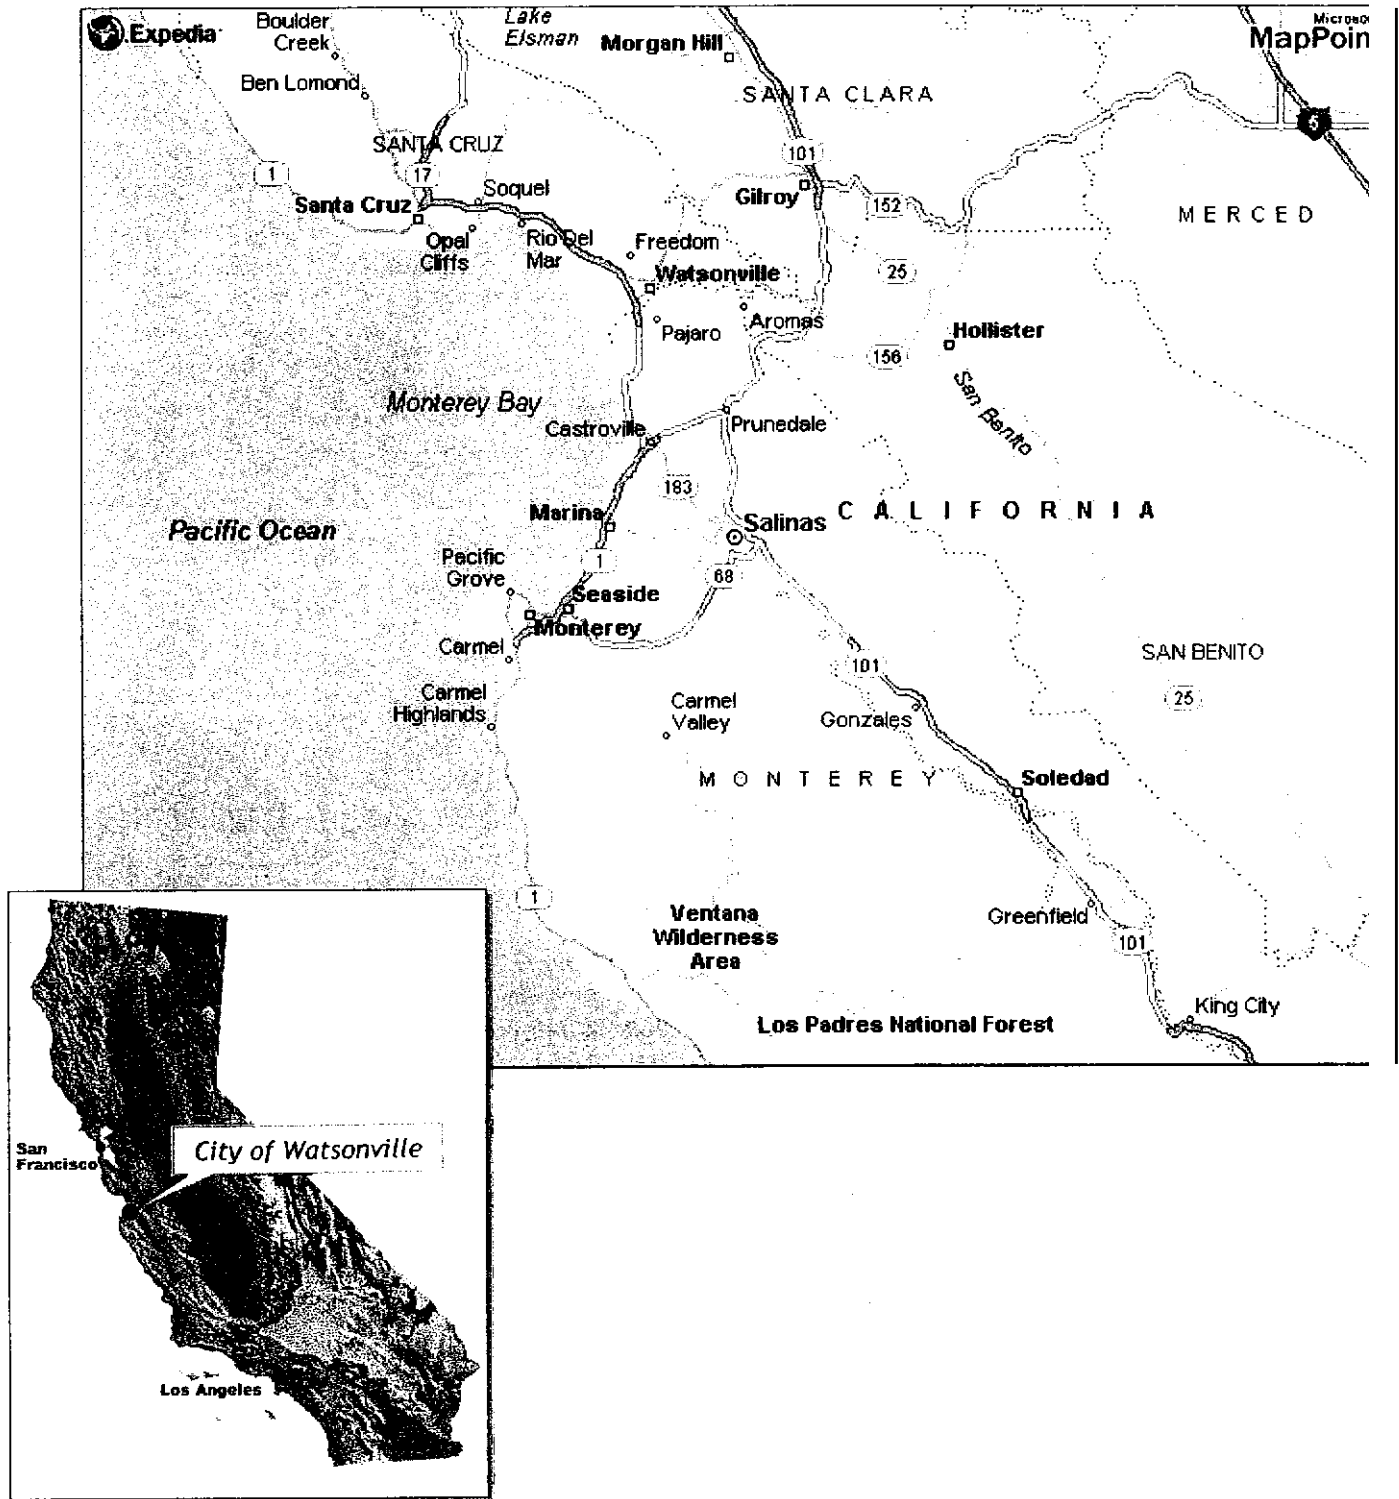 Expedia
Boulder
Creek
Lake
Elsman
Morgan Hill
Microso
MapPoin
Ben Lomond
SANTA CLARA
5
SANTA CRUZ
1
17
101
Soquel
Gilroy
152
Santa Cruz
MERCED
Opal
Cliffs
Rio Del
Mar
Freedom
25
Watsonville
Pajaro
Aromas
Hollister
156
San Benito
Monterey Bay
Castroville
Prunedale
183
Marina
Salinas
CALIFORNIA
Pacific Ocean
Pacific
Grove
1
68
Seaside
Monterey
Carmel
101
SAN BENITO
Carmel
Highlands
Carmel
Valley
Gonzales
25
MONTEREY
Soledad
1
Ventana
Wilderness
Area
Greenfield
101
King City
Los Padres National Forest
San
Francisco
City of Watsonville
Los Angeles